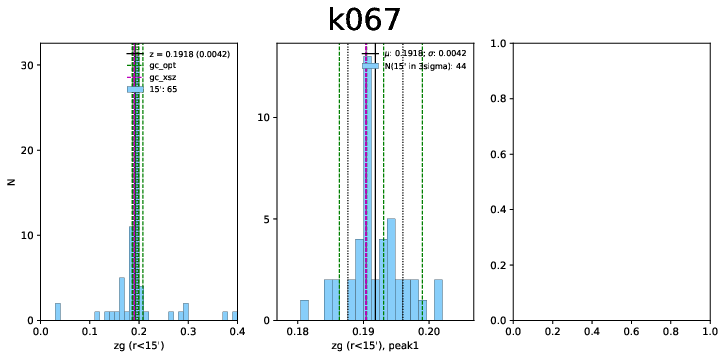 k067
z = 0.1918 (0.0042)
gc_opt
gc_xsz
15': 65
N
0
10
20
30
0.0 0.1 0.2 0.3 0.4
zg (r<15')
μ: 0.1918; σ: 0.0042
N(15' in 3sigma): 44
0
5
10
0.18 0.19 0.20
zg (r<15'), peak1
1.0
0.8
0.6
0.4
0.2
0.0
0.0 0.2 0.4 0.6 0.8 1.0